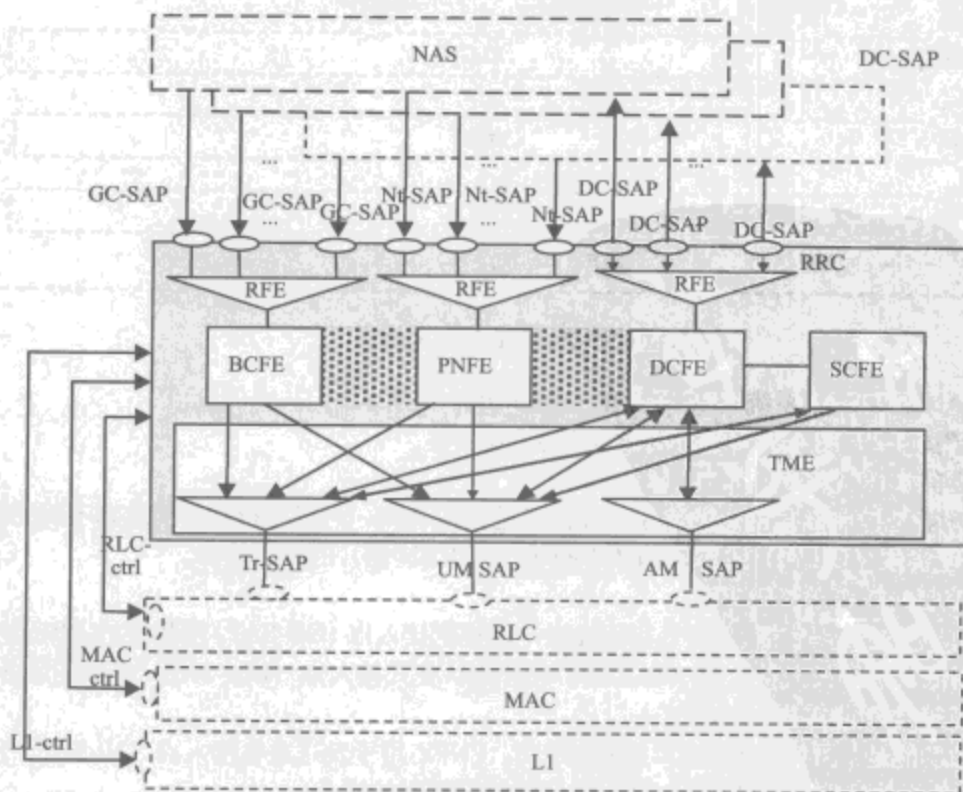 NAS
DC-SAP
...
...
...
GC-SAP
GC-SAP
GC-SAP
Nt-SAP
Nt-SAP
Nt-SAP
DC-SAP
DC-SAP
DC-SAP
...
...
RRC
RFE
RFE
RFE
BCFE
PNFE
DCFE
SCFE
TME
RLC-
ctrl
Tr-SAP
UM SAP
AM SAP
RLC
MAC
ctrl
MAC
L1-ctrl
L1